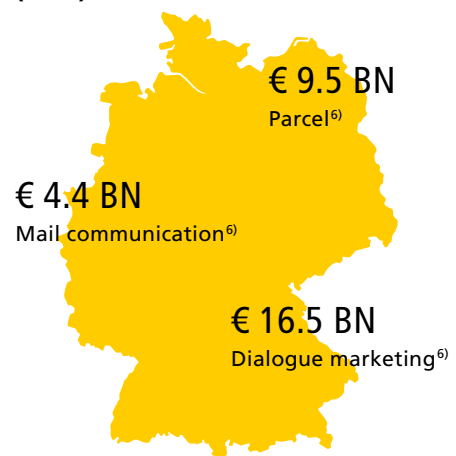 € 9.5 BN
Parcel6)
€ 4.4 BN
Mail communication6)
€ 16.5 BN
Dialogue marketing6)